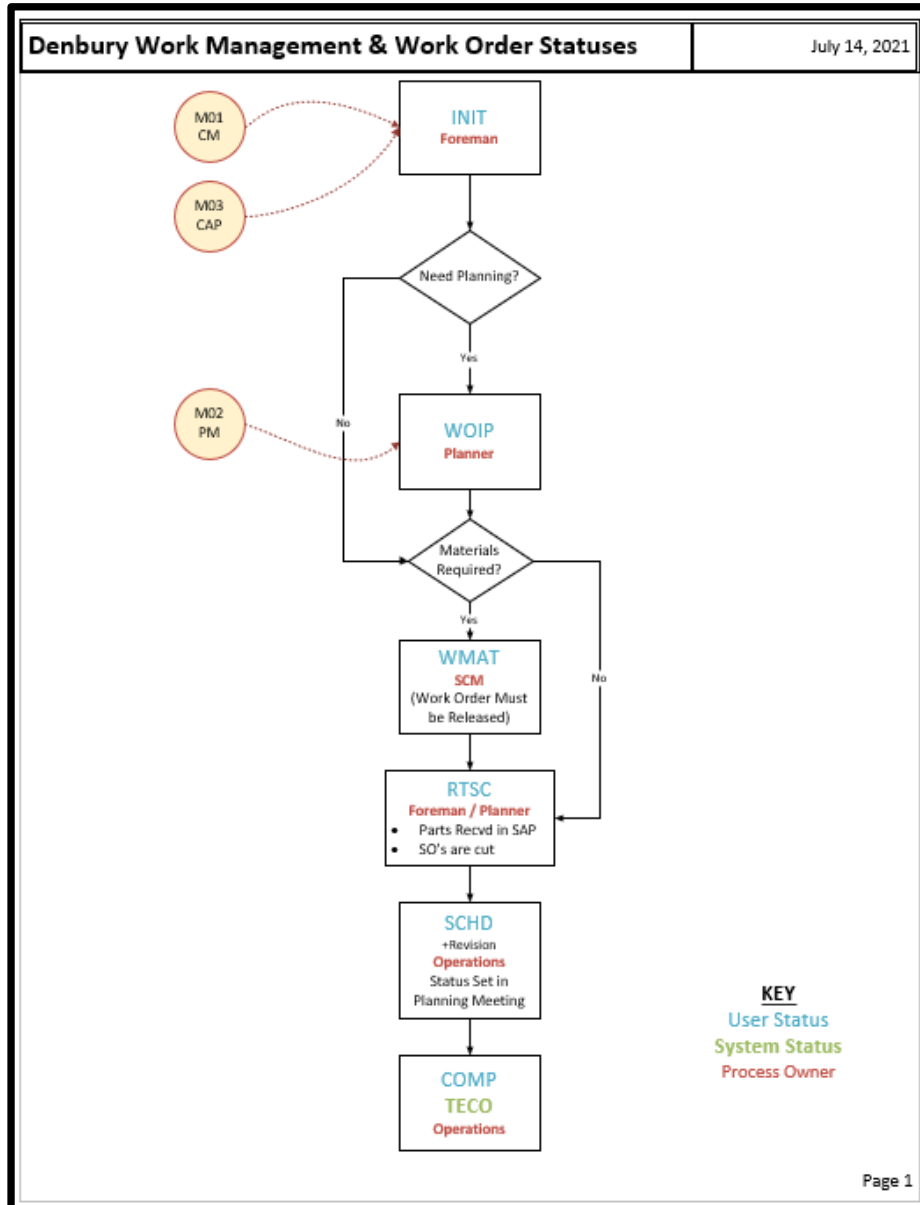 Denbury Work Management & Work Order Statuses
July 14, 2021
M01
CM
INIT
Foreman
M03
CAP
Need Planning?
Yes
No
M02
PM
WOIP
Planner
Materials
Required?
Yes
No
WMAT
SCM
(Work Order Must
be Released)
RTSC
Foreman / Planner
• Parts Recvd in SAP
• SO's are cut
SCHD
+Revision
Operations
Status Set in
Planning Meeting
COMP
TECO
Operations
KEY
User Status
System Status
Process Owner
Page 1